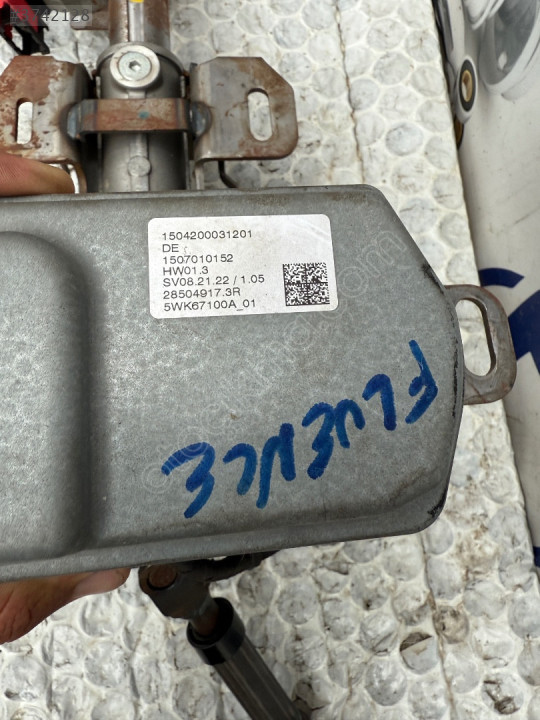 1504200031201
DE
1507010152
HW01.3
SV08.21.22 / 1.05
28504917.3R
5WK67100A_01
FLUENCE